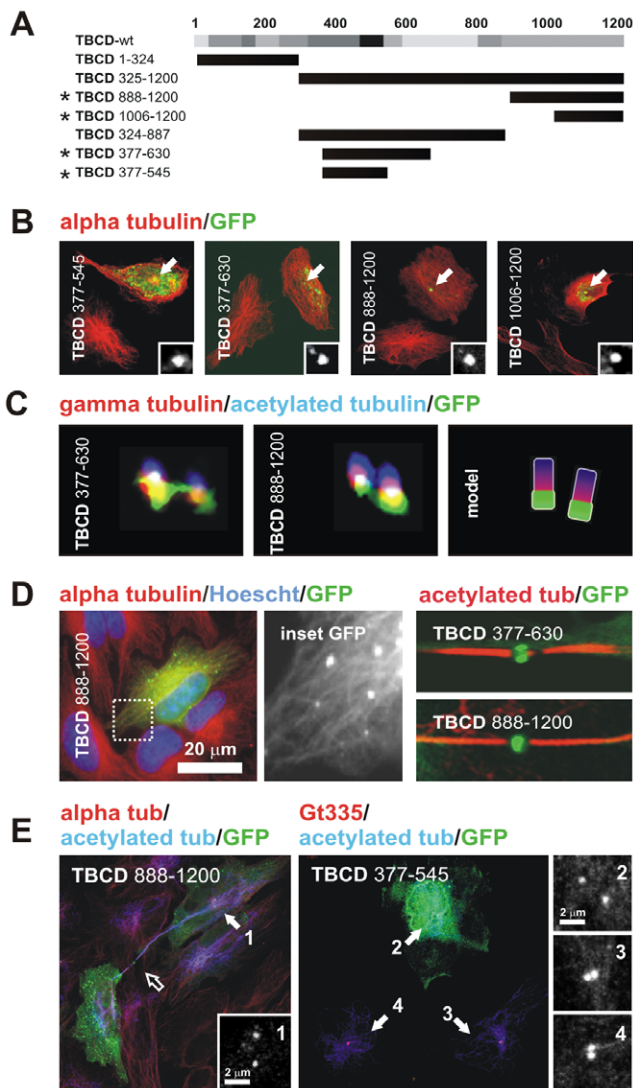 A
1 200 400 600 800 1000 1200
TBCD-wt
TBCD 1-324
TBCD 325-1200
* TBCD 888-1200
* TBCD 1006-1200
TBCD 324-887
* TBCD 377-630
* TBCD 377-545
B
alpha tubulin/GFP
TBCD 377-545
TBCD 377-630
TBCD 888-1200
TBCD 1006-1200
C
gamma tubulin/acetylated tubulin/GFP
TBCD 377-630
TBCD 888-1200
model
D
alpha tubulin/Hoescht/GFP
acetylated tub/GFP
TBCD 888-1200
20 μm
inset GFP
TBCD 377-630
TBCD 888-1200
E
alpha tub/
acetylated tub/GFP
Gt335/
acetylated tub/GFP
TBCD 888-1200
1
1
TBCD 377-545
2
4
3
2
2 μm
3
4
2 μm